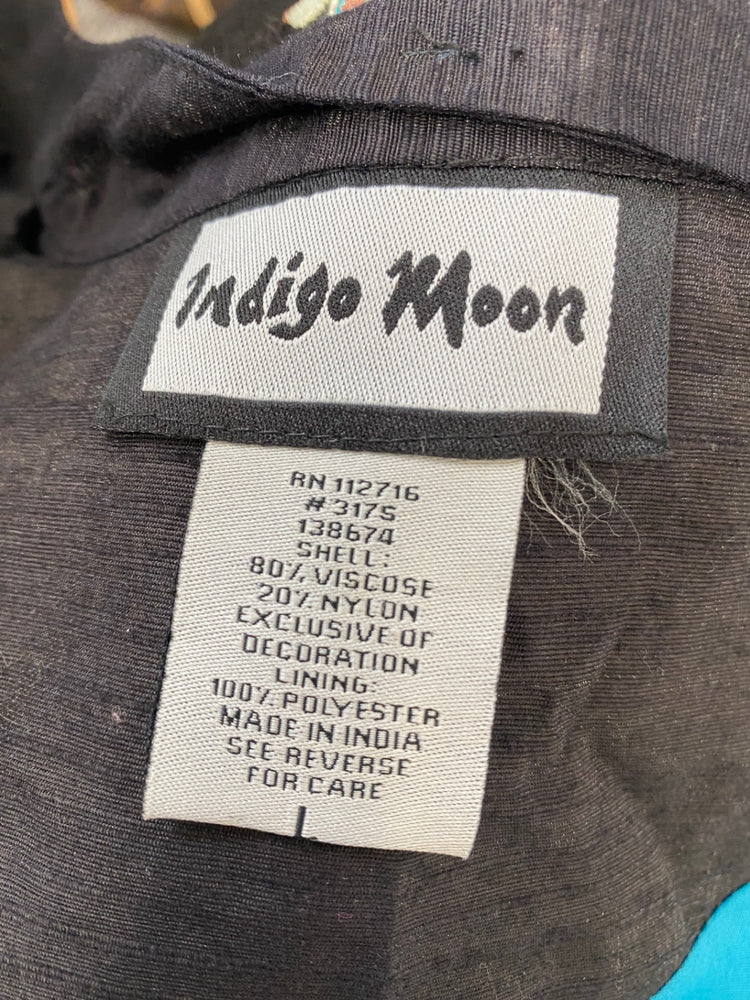 Indigo Moon
RN 112716
#317S
138674
SHELL:
80% VISCOSE
20% NYLON
EXCLUSIVE OF
DECORATION
LINING:
100% POLYESTER
MADE IN INDIA
SEE REVERSE
FOR CARE
L